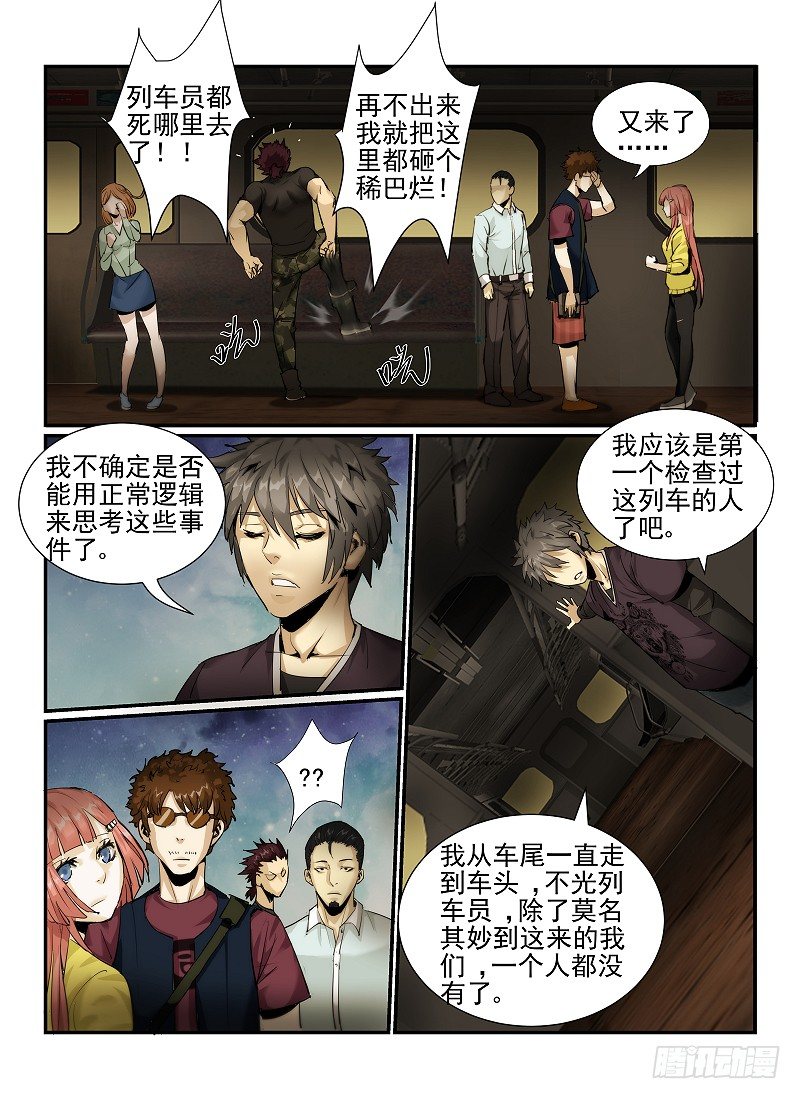 列车员都
死哪里去
了！！
再不出来
我就把这
里都砸个
稀巴烂！
又来了
……
咣
咣
我不确定是否
能用正常逻辑
来思考这些事
件了。
我应该是第
一个检查过
这列车的人
了吧。
??
我从车尾一直走
到车头，不光列
车员，除了莫名
其妙到这来的我
们，一个人都没
有了。
腾讯动漫